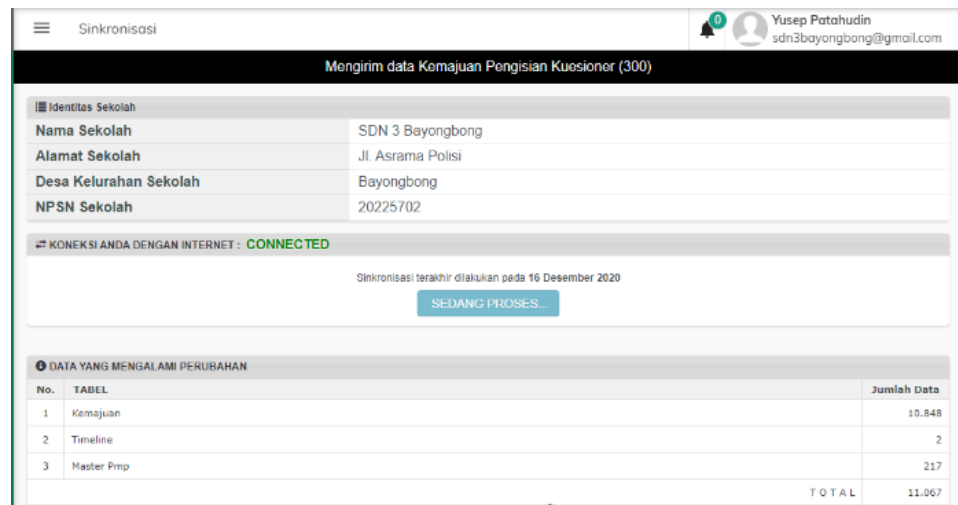 Sinkronisasi
0
Yusep Patahudin
sdn3bayongbong@gmail.com
Mengirim data Kemajuan Pengisian Kuesioner (300)
Identitas Sekolah
Nama Sekolah SDN 3 Bayongbong
Alamat Sekolah Jl. Asrama Polisi
Desa Kelurahan Sekolah Bayongbong
NPSN Sekolah 20225702
KONEKSI ANDA DENGAN INTERNET : CONNECTED
Sinkronisasi terakhir dilakukan pada 16 Desember 2020
SEDANG PROSES...
DATA YANG MENGALAMI PERUBAHAN
No. TABEL Jumlah Data
1 Kemajuan 10.848
2 Timeline 2
3 Master Pmp 217
TOTAL 11.067